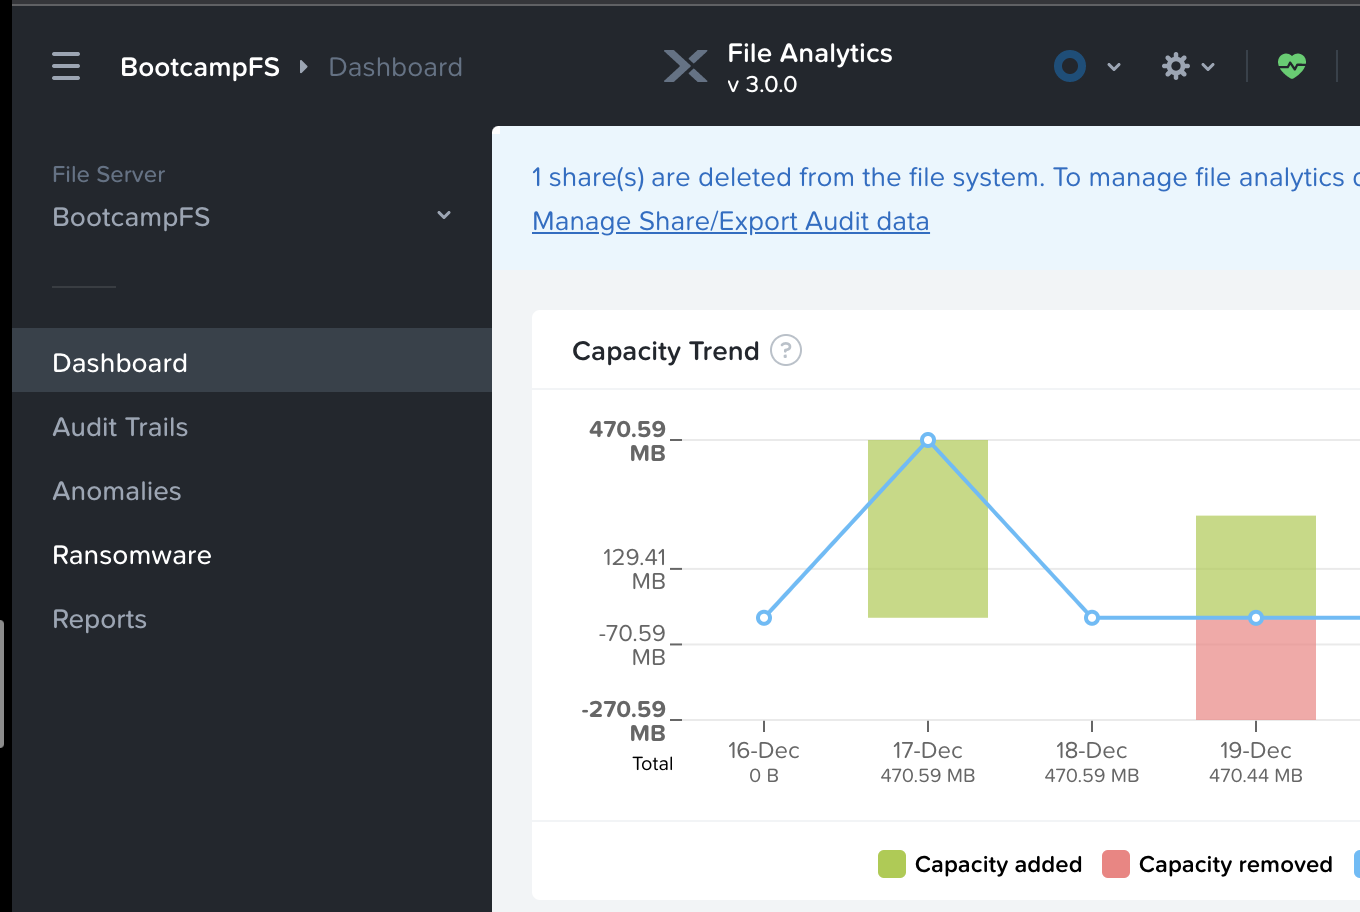 BootcampFS Dashboard
File Analytics
v 3.0.0
File Server
BootcampFS
Dashboard
Audit Trails
Anomalies
Ransomware
Reports
1 share(s) are deleted from the file system. To manage file analytics
Manage Share/Export Audit data
Capacity Trend ?
470.59
MB
129.41
MB
-70.59
MB
-270.59
MB
Total
16-Dec
0 B
17-Dec
470.59 MB
18-Dec
470.59 MB
19-Dec
470.44 MB
Capacity added
Capacity removed